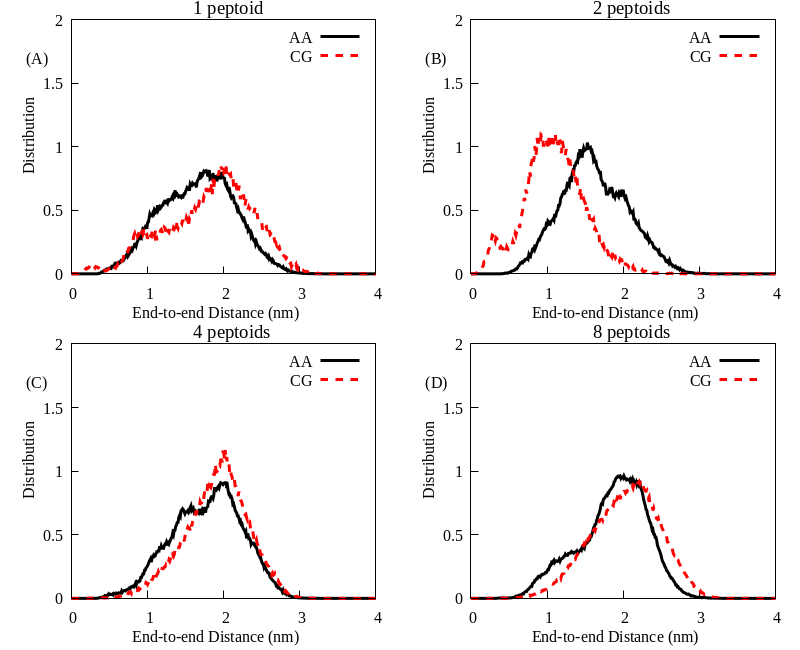 1 peptoid
2 peptoids
(A)
Distribution
2
1.5
1
0.5
0
AA
CG
0 1 2 3 4
End-to-end Distance (nm)
(B)
Distribution
2
1.5
1
0.5
0
AA
CG
0 1 2 3 4
End-to-end Distance (nm)
4 peptoids
8 peptoids
(C)
Distribution
2
1.5
1
0.5
0
AA
CG
0 1 2 3 4
End-to-end Distance (nm)
(D)
Distribution
2
1.5
1
0.5
0
AA
CG
0 1 2 3 4
End-to-end Distance (nm)